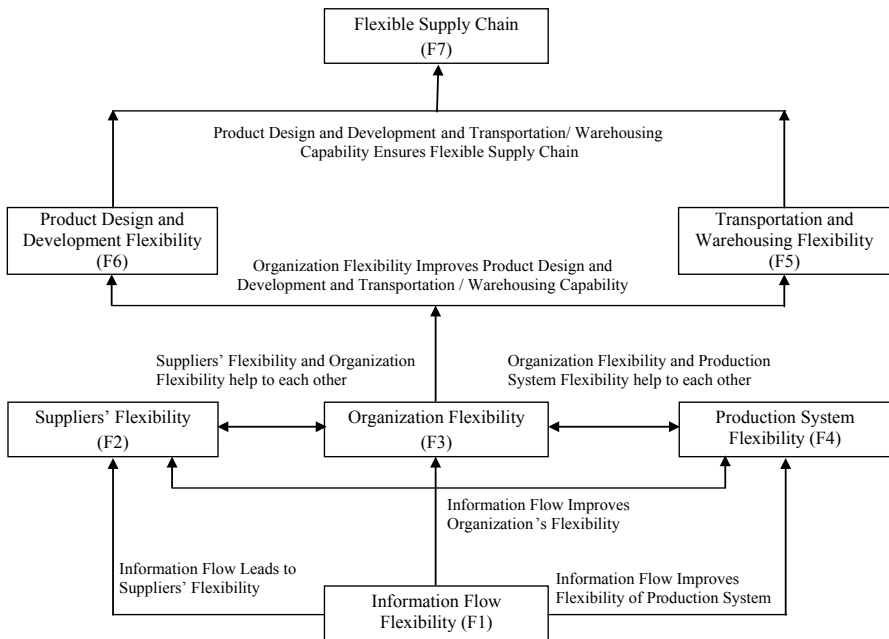 Flexible Supply Chain
(F7)
Product Design and Development and Transportation/ Warehousing
Capability Ensures Flexible Supply Chain
Product Design and
Development Flexibility
(F6)
Transportation and
Warehousing Flexibility
(F5)
Organization Flexibility Improves Product Design and
Development and Transportation / Warehousing Capability
Suppliers’ Flexibility and Organization
Flexibility help to each other
Organization Flexibility and Production
System Flexibility help to each other
Suppliers’ Flexibility
(F2)
Organization Flexibility
(F3)
Production System
Flexibility (F4)
Information Flow Improves
Organization’s Flexibility
Information Flow Leads to
Suppliers’ Flexibility
Information Flow Improves
Flexibility of Production System
Information Flow
Flexibility (F1)